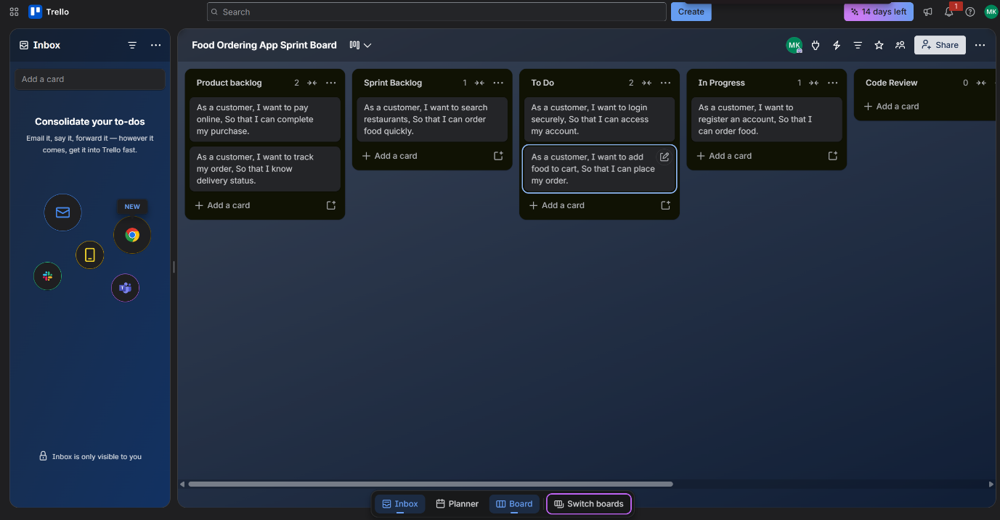 Trello
Search
Create
14 days left
1
MK
Inbox
Add a card
Consolidate your to-dos
Email it, say it, forward it — however it
comes, get it into Trello fast.
NEW
Inbox is only visible to you
Food Ordering App Sprint Board
MK
Share
Product backlog 2
As a customer, I want to pay
online, So that I can complete
my purchase.
As a customer, I want to track
my order, So that I know
delivery status.
Add a card
Sprint Backlog 1
As a customer, I want to search
restaurants, So that I can order
food quickly.
Add a card
To Do 2
As a customer, I want to login
securely, So that I can access
my account.
As a customer, I want to add
food to cart, So that I can place
my order.
Add a card
In Progress 1
As a customer, I want to
register an account, So that I
can order food.
Add a card
Code Review 0
Add a card
Inbox
Planner
Board
Switch boards